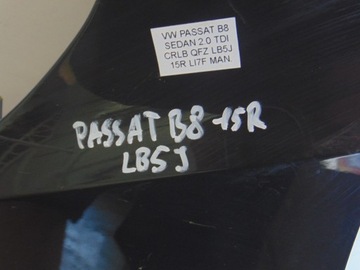 VW PASSAT B8
SEDAN 2.0 TDI
CRLB QFZ LB5J
15R LI7F MAN
PASSAT B8 -15R
LB5J